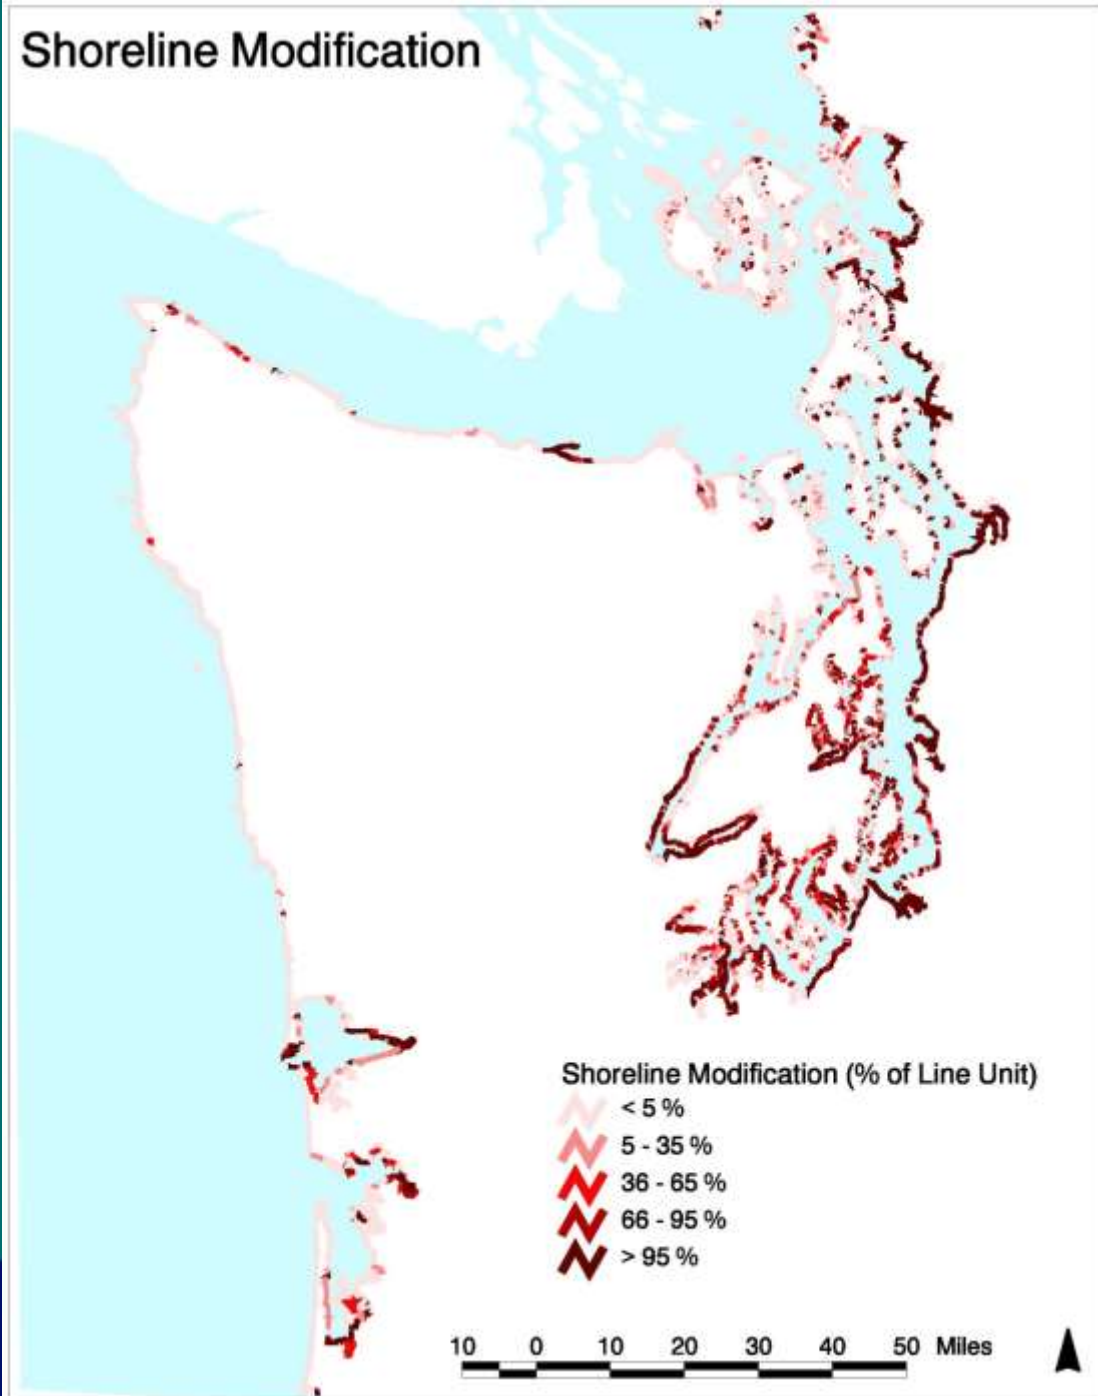 Shoreline Modification
Shoreline Modification (% of Line Unit)
< 5 %
5 - 35 %
36 - 65 %
66 - 95 %
> 95 %
10 0 10 20 30 40 50 Miles